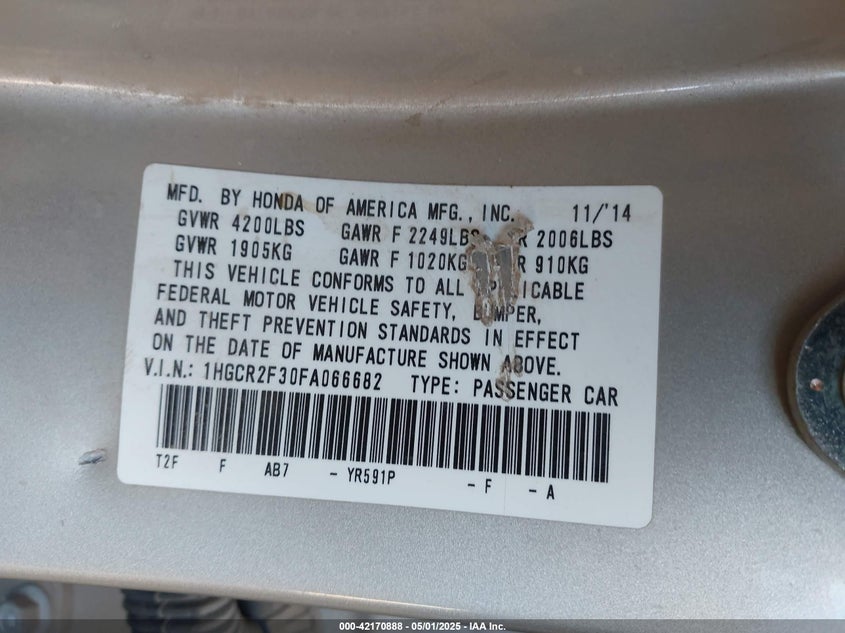 MFD. BY HONDA OF AMERICA MFG., INC. 11/'14
GVWR 4200LBS GAWR F 2249LBS R 2006LBS
GVWR 1905KG GAWR F 1020KG R 910KG
THIS VEHICLE CONFORMS TO ALL
FEDERAL MOTOR VEHICLE SAFETY, BUMPER,
AND THEFT PREVENTION STANDARDS IN EFFECT
ON THE DATE OF MANUFACTURE SHOWN ABOVE.
V.I.N.: 1HGCR2F30FA066682 TYPE: PASSENGER CAR
T2F F AB7 - YR591P - F - A
000-42170888 - 05/01/2025 - IAA Inc.